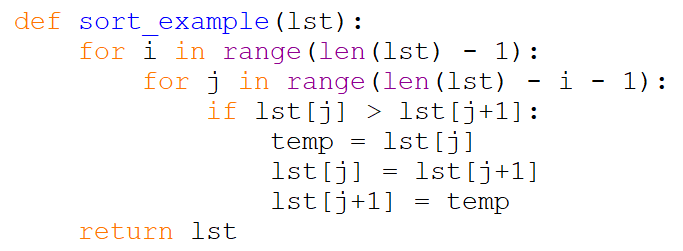 def sort_example(lst):
    for i in range(len(lst) - 1):
        for j in range(len(lst) - i - 1):
            if lst[j] > lst[j+1]:
                temp = lst[j]
                lst[j] = lst[j+1]
                lst[j+1] = temp
    return lst